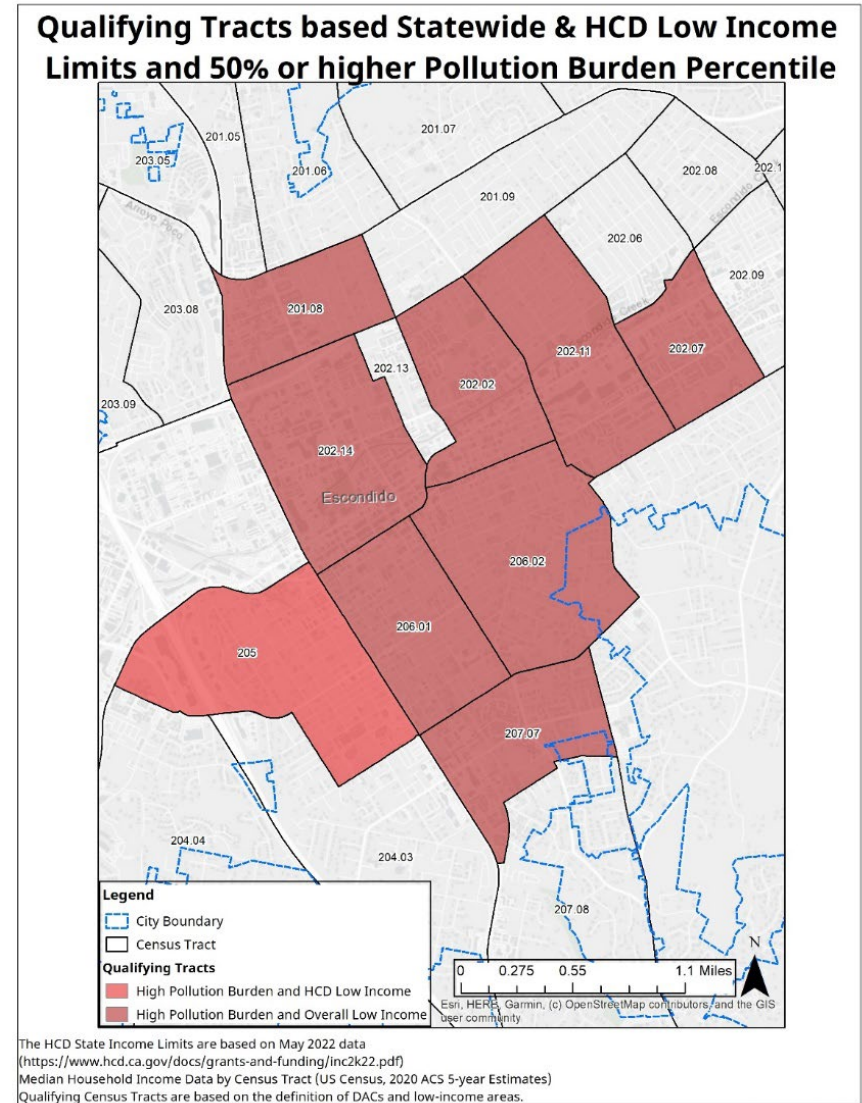 Qualifying Tracts based Statewide & HCD Low Income
Limits and 50% or higher Pollution Burden Percentile
201.05
201.07
203.05
201.06
202.08
202.1
Arroyo
201.09
Escondido
202.06
202.09
203.08
201.08
202.11
202.07
202.13
202.02
203.09
202.14
Escondido
206.02
206.01
205
207.07
204.04
204.03
207.08
Legend
City Boundary
Census Tract
Qualifying Tracts
High Pollution Burden and HCD Low Income
High Pollution Burden and Overall Low Income
N
0 0.275 0.55 1.1 Miles
Esri, HERE, Garmin, (c) OpenStreetMap contributors, and the GIS
user community
The HCD State Income Limits are based on May 2022 data
(https://www.hcd.ca.gov/docs/grants-and-funding/inc2k22.pdf)
Median Household Income Data by Census Tract (US Census, 2020 ACS 5-year Estimates)
Qualifying Census Tracts are based on the definition of DACs and low-income areas.